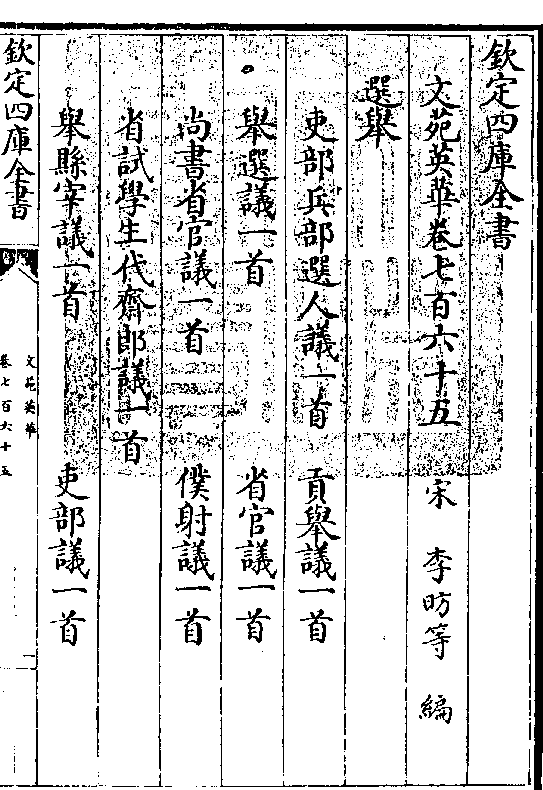 欽定四庫全書
文苑英華卷七百六十五
宋 李昉等 編
選舉
吏部兵部選人議一首 貢舉議一首
舉選議一首 省官議一首
尚書省官議一首 僕射議一首
省試學生代齋郎議一首
舉縣宰議一首 吏部議一首
欽定四庫全書
文苑英華
卷七百六十五
一